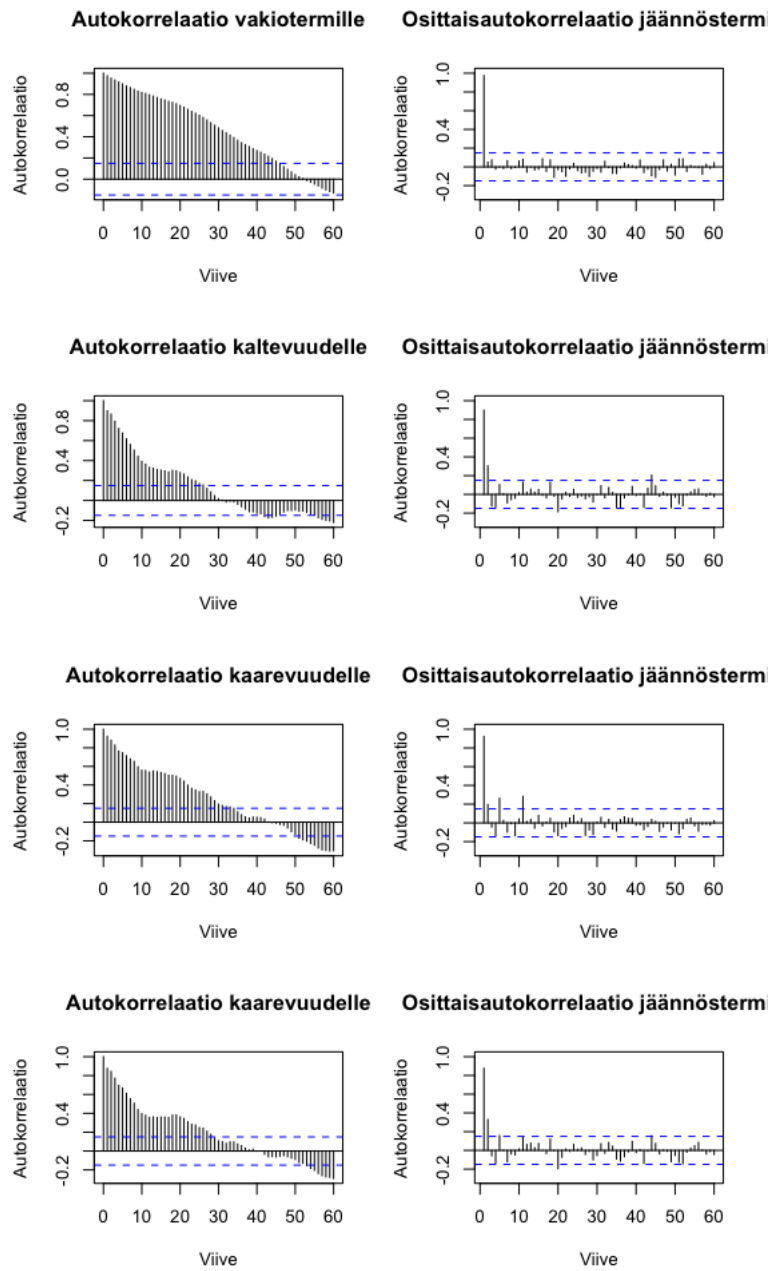 Autokorrelaatio vakiotermille
Osittaisautokorrelaatio jäännöstermi
Autokorrelaatio
0.0 0.4 0.8
0 10 20 30 40 50 60
Viive
Autokorrelaatio
-0.2 0.4 1.0
0 10 20 30 40 50 60
Viive
Autokorrelaatio kaltevuudelle
Osittaisautokorrelaatio jäännöstermi
Autokorrelaatio
-0.2 0.4 0.8
0 10 20 30 40 50 60
Viive
Autokorrelaatio
-0.2 0.4 1.0
0 10 20 30 40 50 60
Viive
Autokorrelaatio kaarevuudelle
Osittaisautokorrelaatio jäännöstermi
Autokorrelaatio
-0.2 0.4 1.0
0 10 20 30 40 50 60
Viive
Autokorrelaatio
-0.2 0.4 1.0
0 10 20 30 40 50 60
Viive
Autokorrelaatio kaarevuudelle
Osittaisautokorrelaatio jäännöstermi
Autokorrelaatio
-0.2 0.4 1.0
0 10 20 30 40 50 60
Viive
Autokorrelaatio
-0.2 0.4 1.0
0 10 20 30 40 50 60
Viive